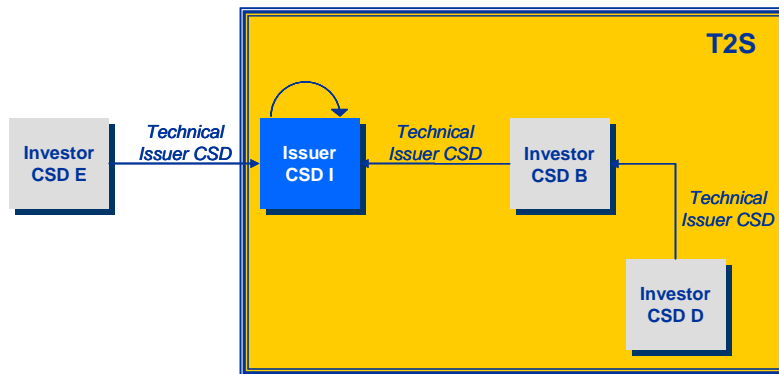 T2S
Technical
Issuer CSD
Technical
Issuer CSD
Investor
CSD E
Issuer
CSD I
Investor
CSD B
Technical
Issuer CSD
Investor
CSD D